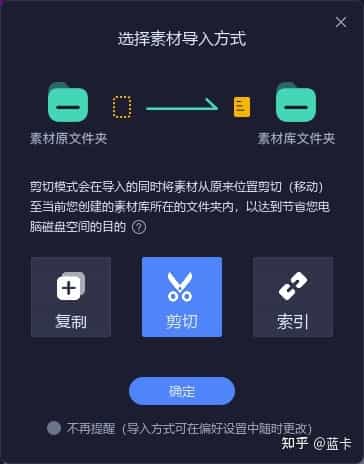 选择素材导入方式
素材原文件夹
素材库文件夹
剪切模式会在导入的同时将素材从原来位置剪切（移动）
至当前您创建的素材库所在的文件夹内，以达到节省您电
脑磁盘空间的目的 ?
复制
剪切
索引
确定
不再提醒（导入方式可在偏好设置中随时更改）
知乎 @蓝卡